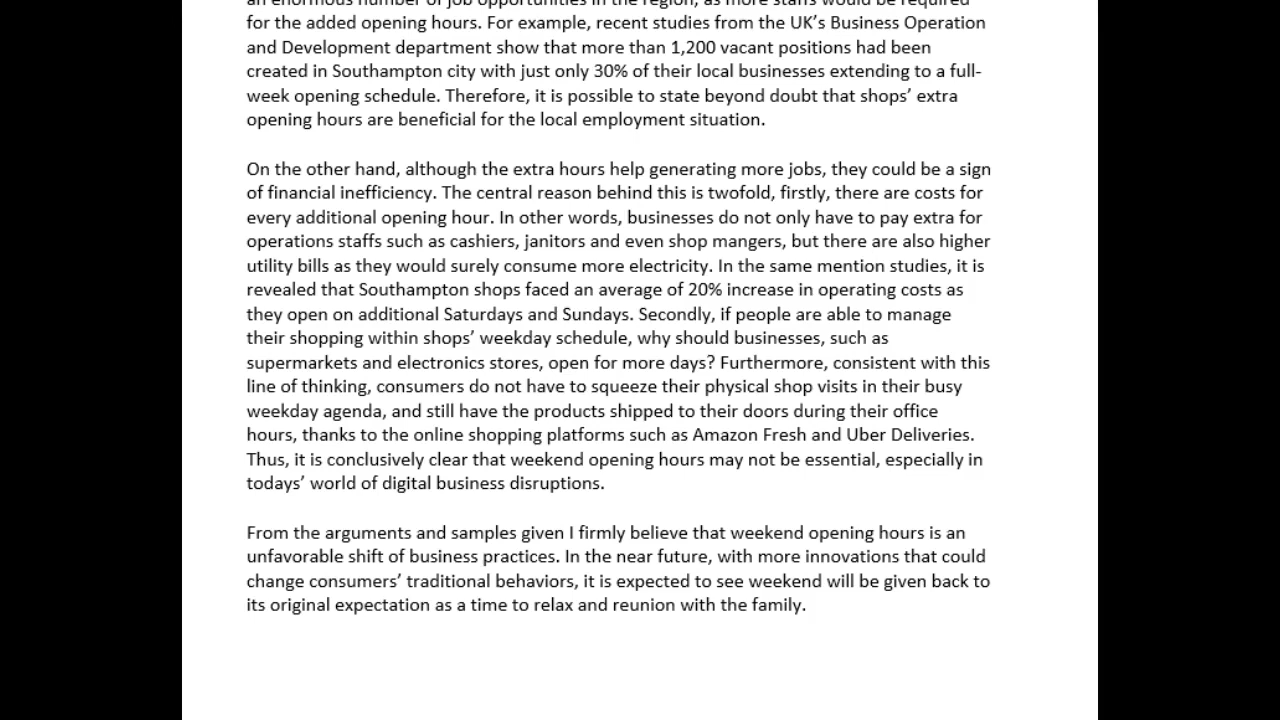 an enormous number of job opportunities in the region, as more staffs would be required
for the added opening hours. For example, recent studies from the UK’s Business Operation
and Development department show that more than 1,200 vacant positions had been
created in Southampton city with just only 30% of their local businesses extending to a full-
week opening schedule. Therefore, it is possible to state beyond doubt that shops’ extra
opening hours are beneficial for the local employment situation.
On the other hand, although the extra hours help generating more jobs, they could be a sign
of financial inefficiency. The central reason behind this is twofold, firstly, there are costs for
every additional opening hour. In other words, businesses do not only have to pay extra for
operations staffs such as cashiers, janitors and even shop mangers, but there are also higher
utility bills as they would surely consume more electricity. In the same mention studies, it is
revealed that Southampton shops faced an average of 20% increase in operating costs as
they open on additional Saturdays and Sundays. Secondly, if people are able to manage
their shopping within shops’ weekday schedule, why should businesses, such as
supermarkets and electronics stores, open for more days? Furthermore, consistent with this
line of thinking, consumers do not have to squeeze their physical shop visits in their busy
weekday agenda, and still have the products shipped to their doors during their office
hours, thanks to the online shopping platforms such as Amazon Fresh and Uber Deliveries.
Thus, it is conclusively clear that weekend opening hours may not be essential, especially in
todays’ world of digital business disruptions.
From the arguments and samples given I firmly believe that weekend opening hours is an
unfavorable shift of business practices. In the near future, with more innovations that could
change consumers’ traditional behaviors, it is expected to see weekend will be given back to
its original expectation as a time to relax and reunion with the family.